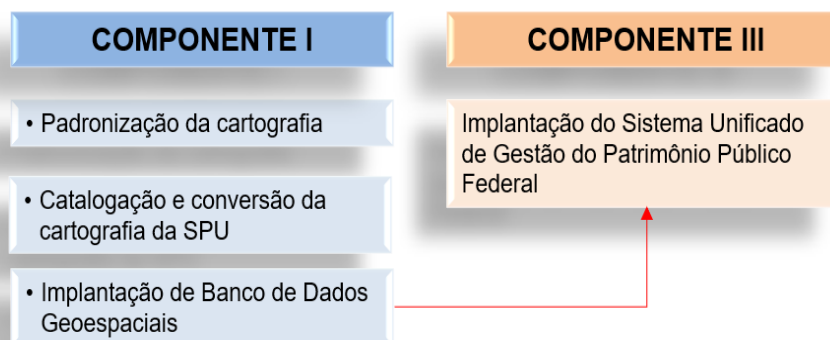 COMPONENTE I
• Padronização da cartografia
• Catalogação e conversão da
cartografia da SPU
• Implantação de Banco de Dados
Geoespaciais
COMPONENTE III
Implantação do Sistema Unificado
de Gestão do Patrimônio Público
Federal